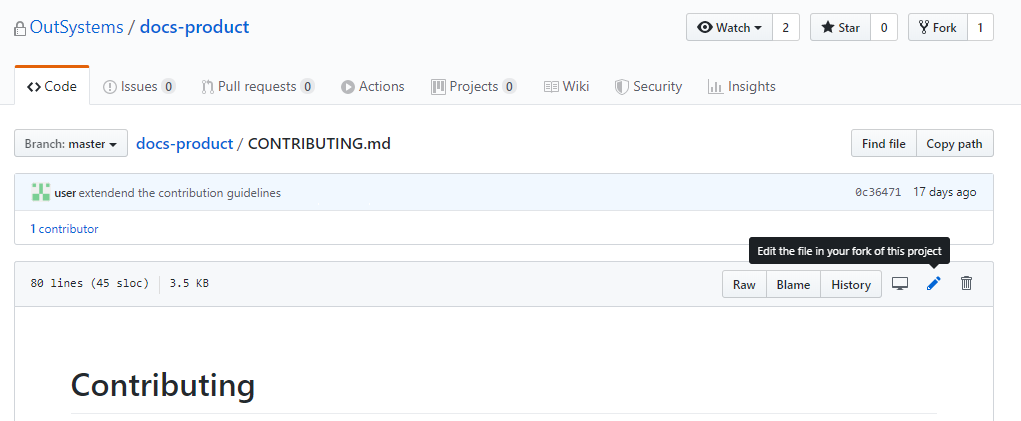 OutSystems / docs-product
Watch 2 Star 0 Fork 1
Code Issues 0 Pull requests 0 Actions Projects 0 Wiki Security Insights
Branch: master docs-product / CONTRIBUTING.md Find file Copy path
user extendend the contribution guidelines 0c36471 17 days ago
1 contributor
Edit the file in your fork of this project
80 lines (45 sloc) 3.5 KB Raw Blame History
Contributing